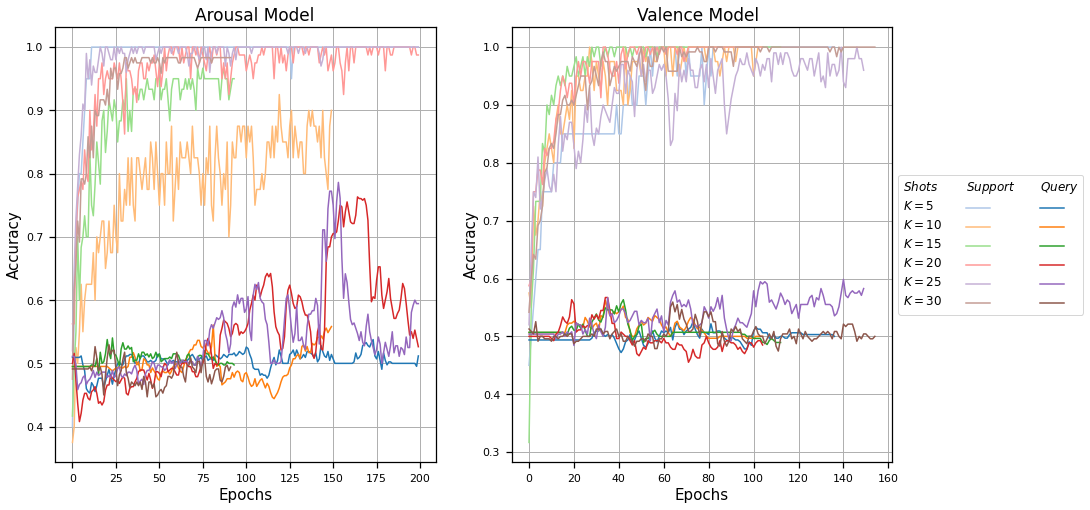 Arousal Model
1.0
0.9
0.8
0.7
0.6
0.5
0.4
Accuracy
0 25 50 75 100 125 150 175 200
Epochs
Valence Model
1.0
0.9
0.8
0.7
0.6
0.5
0.4
0.3
Accuracy
0 20 40 60 80 100 120 140 160
Epochs
Shots Support Query
K = 5
K = 10
K = 15
K = 20
K = 25
K = 30